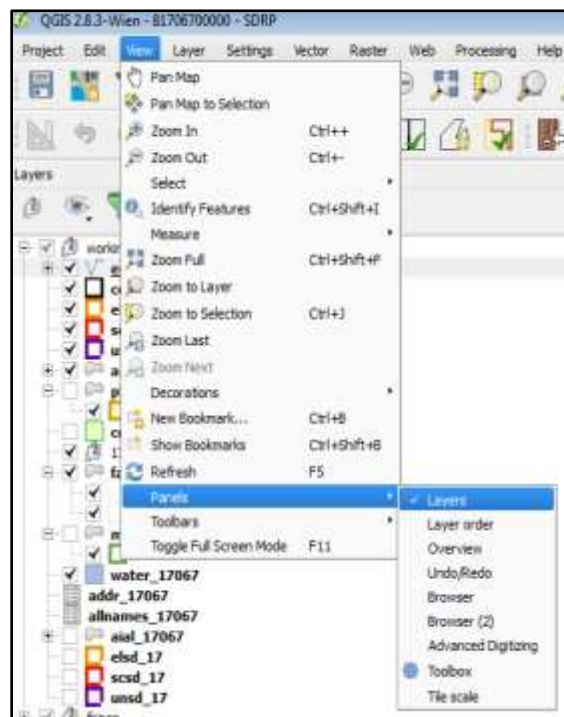 QGIS 2.8.3-Wien - 81706700000 - SDRP
Project Edit View Layer Settings Vector Raster Web Processing Help
Layers
Pan Map
Pan Map to Selection
Zoom In Ctrl++
Zoom Out Ctrl+-
Select
Identify Features Ctrl+Shift+I
Measure
Zoom Full Ctrl+Shift+F
Zoom to Layer
Zoom to Selection Ctrl+J
Zoom Last
Zoom Next
Decorations
New Bookmark... Ctrl+B
Show Bookmarks Ctrl+Shift+B
Refresh F5
Panels
Toolbars
Toggle Full Screen Mode F11
Layers
Layer order
Overview
Undo/Redo
Browser
Browser (2)
Advanced Digitizing
Toolbox
Tile scale
water_17067
addr_17067
allnames_17067
aial_17067
elsd_17
scsd_17
unsd_17